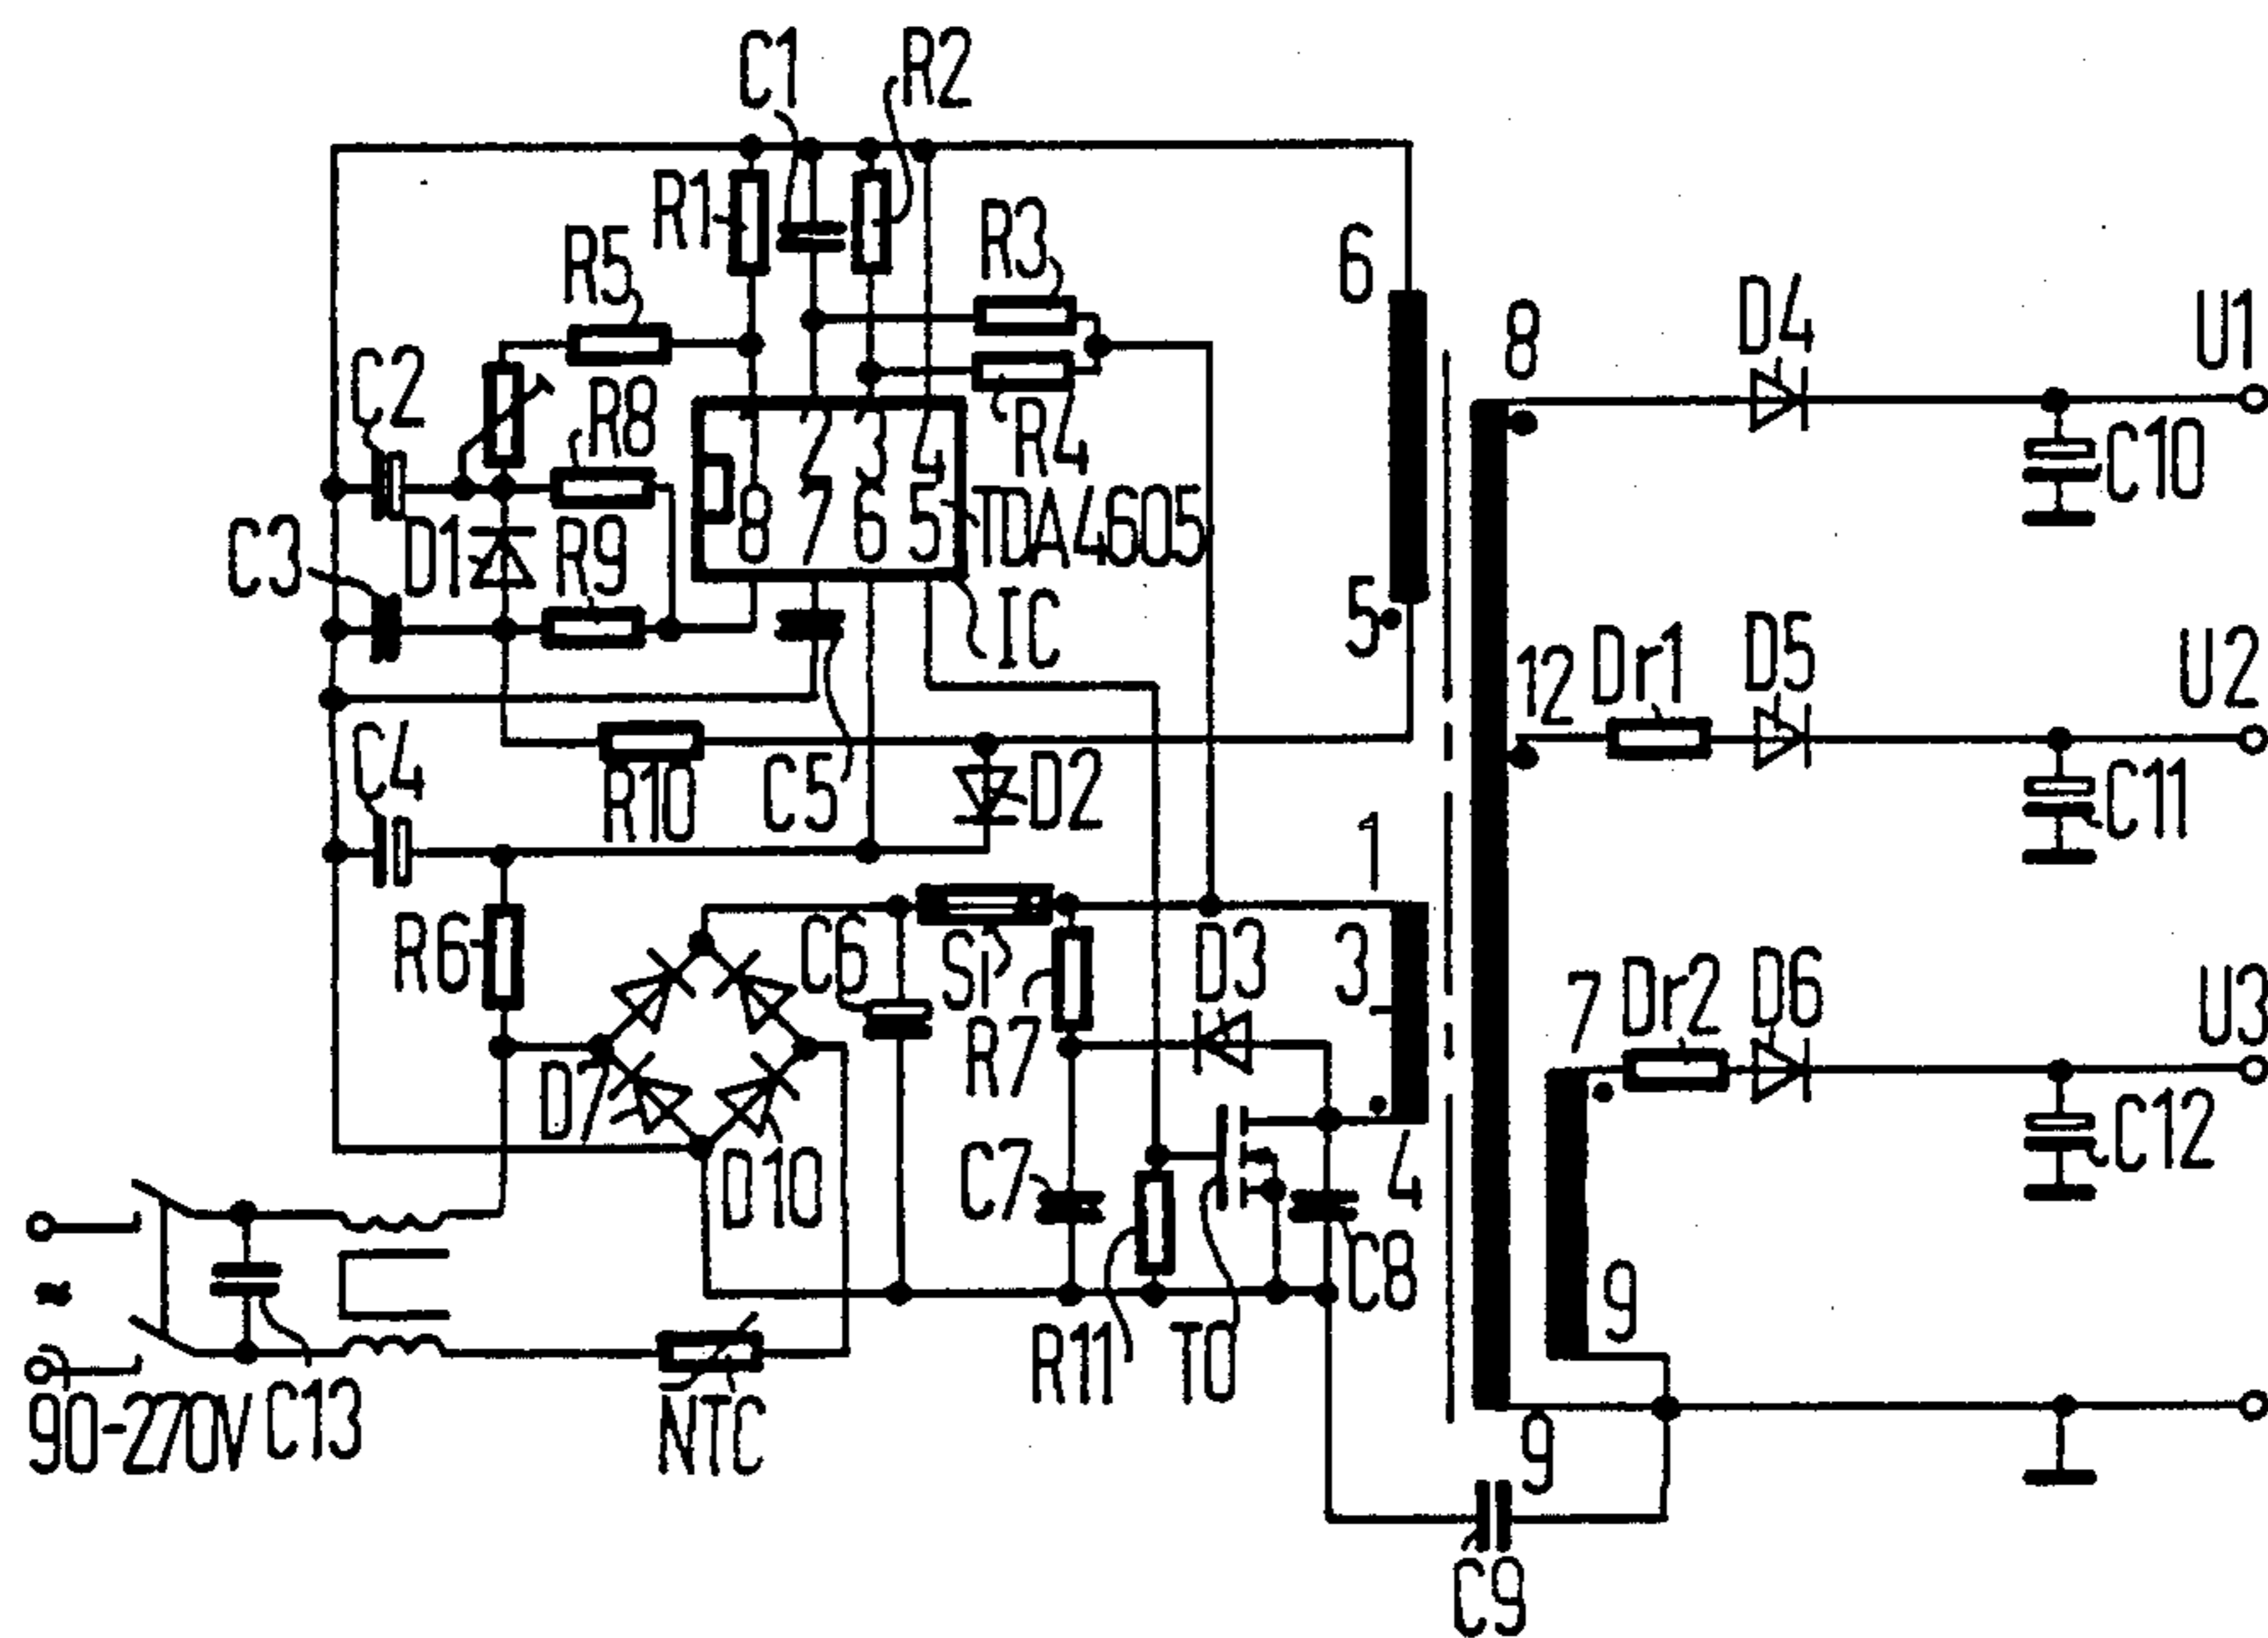 C1 R2
R1 R3
R5 6
8 D4 U1
C2 R8 1 2 3 4 R4
C10
8 7 6 5 TDA4605
C3 D1 R9
IC 5
12 Dr1 D5 U2
C4
R10 C5 D2 C11
1
R6 C6 Si D3 3
7 Dr2 D6 U3
R7
D7
C7 C12
D10 4
C8
9
R11 T0
~
90-270V C13 NTC
9
C9